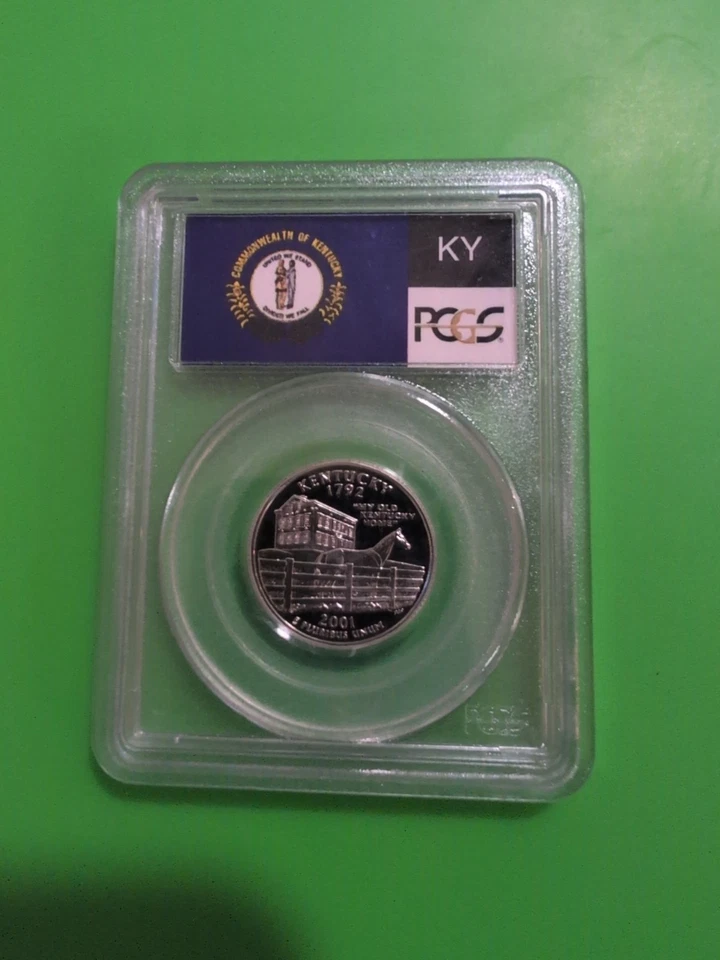 COMMONWEALTH OF KENTUCKY
UNITED WE STAND
DIVIDED WE FALL
KY
PCGS
KENTUCKY
1792
"MY OLD
KENTUCKY
HOME"
2001
E PLURIBUS UNUM
PCGS